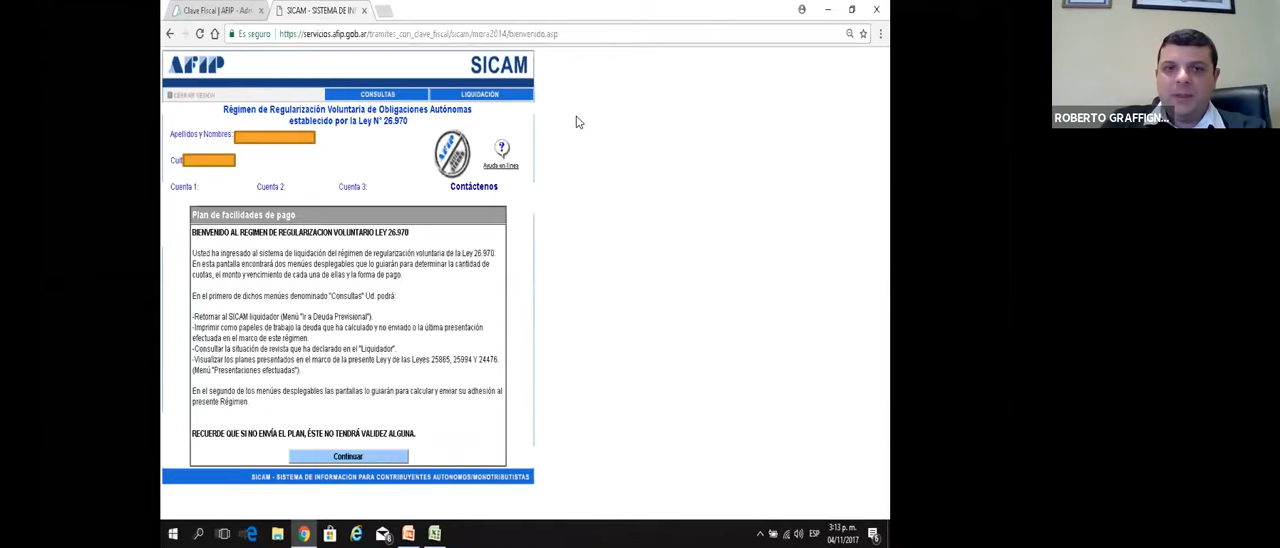 Clave Fiscal | AFIP - Adm
SICAM - SISTEMA DE IN
Es seguro
https://servicios.afip.gob.ar/tramites_con_clave_fiscal/sicam/mora2014/bienvenido.asp
AFIP
SICAM
CERRAR SESION
CONSULTAS
LIQUIDACIÓN
Régimen de Regularización Voluntaria de Obligaciones Autónomas
establecido por la Ley N° 26.970
Apellidos y Nombres:
Cuit
Ayuda en línea
Cuenta 1:
Cuenta 2:
Cuenta 3:
Contáctenos
Plan de facilidades de pago
BIENVENIDO AL REGIMEN DE REGULARIZACION VOLUNTARIO LEY 26.970
Usted ha ingresado al sistema de liquidación del régimen de regularización voluntaria de la Ley 26.970.
En esta pantalla encontrará dos menúes desplegables que lo guiarán para determinar la cantidad de
cuotas, el monto y vencimiento de cada una de ellas y la forma de pago.
En el primero de dichos menúes denominado "Consultas" Ud. podrá:
-Retornar al SICAM liquidador (Menú "Ir a Deuda Previsional").
-Imprimir como papeles de trabajo la deuda que ha calculado y no enviado o la última presentación
efectuada en el marco de este régimen.
-Consultar la situación de revista que ha declarado en el "Liquidador".
-Visualizar los planes presentados en el marco de la presente Ley y de las Leyes 25865, 25994 Y 24476.
(Menú "Presentaciones efectuadas").
En el segundo de los menúes desplegables las pantallas lo guiarán para calcular y enviar su adhesión al
presente Régimen.
RECUERDE QUE SI NO ENVÍA EL PLAN, ÉSTE NO TENDRÁ VALIDEZ ALGUNA.
Continuar
SICAM - SISTEMA DE INFORMACION PARA CONTRIBUYENTES AUTONOMOS/MONOTRIBUTISTAS
ESP
3:13 p. m.
04/11/2017
ROBERTO GRAFFIGN...